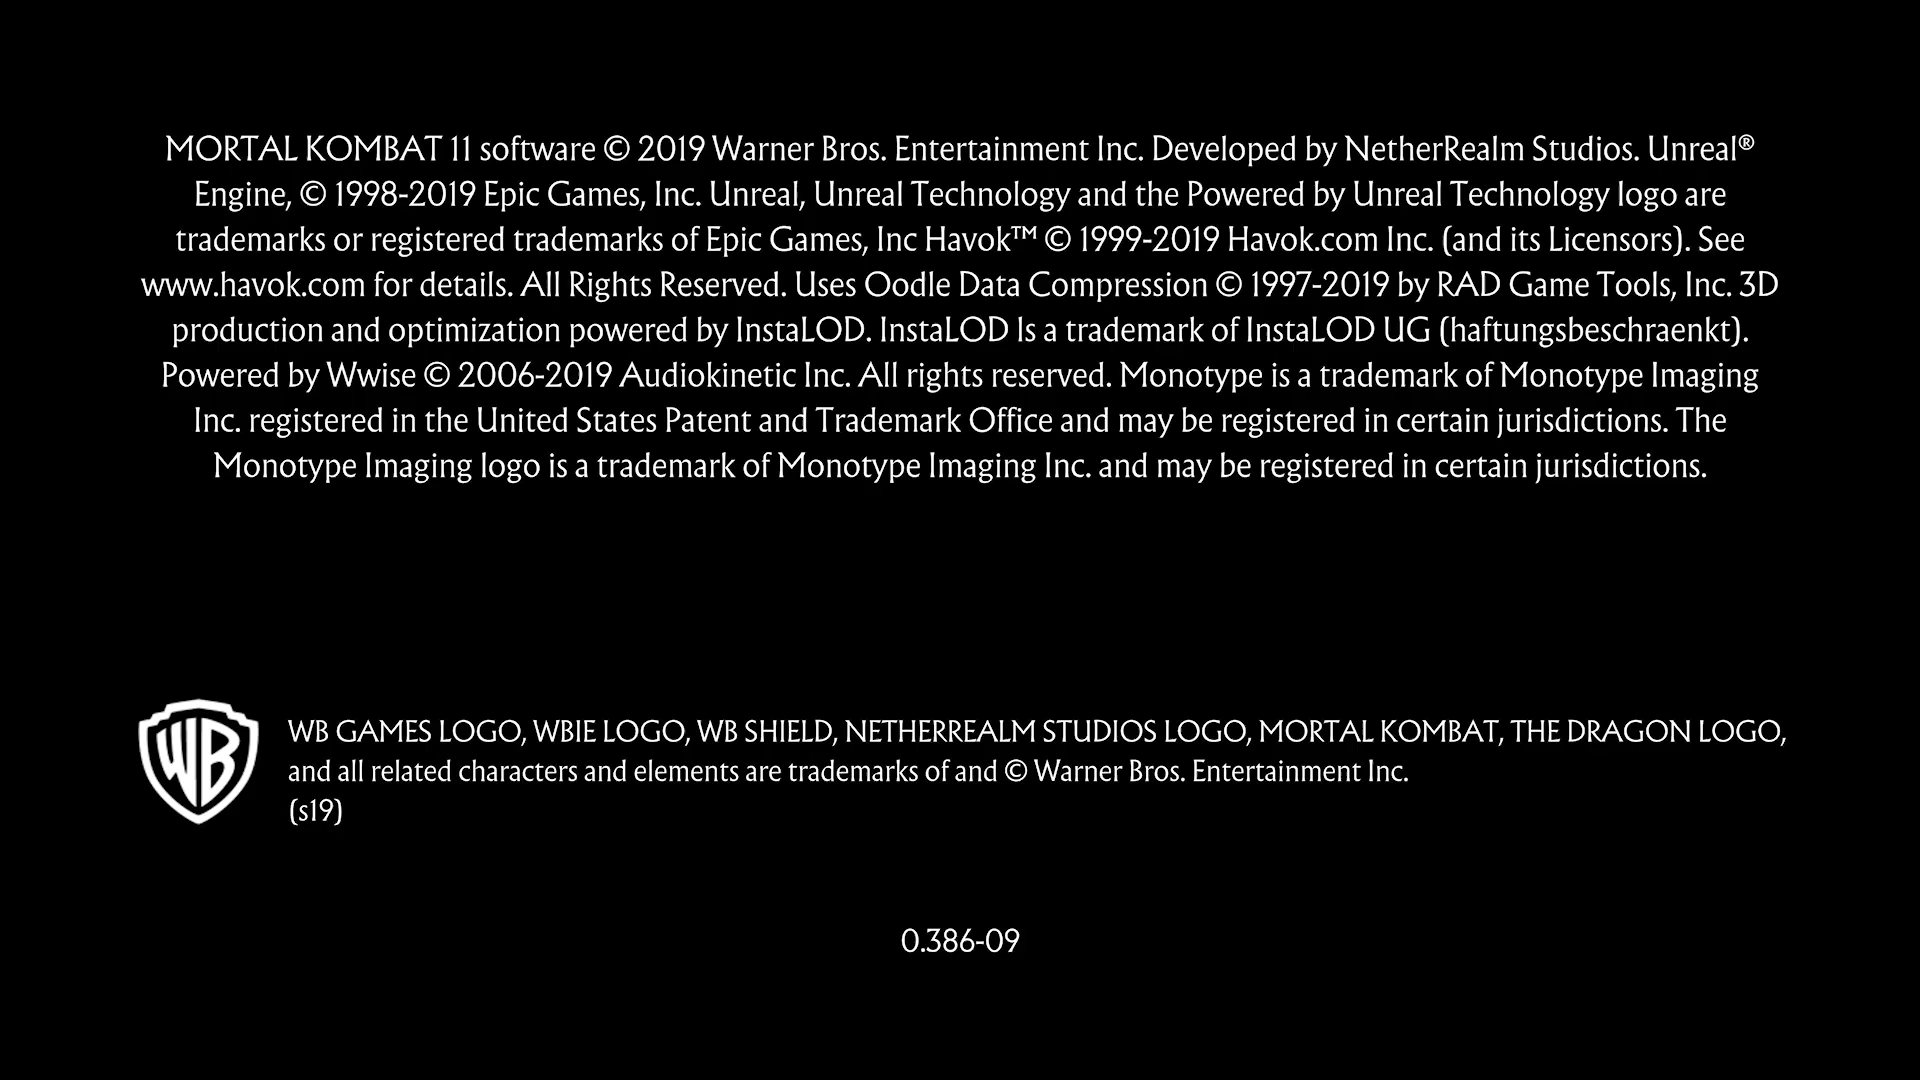 MORTAL KOMBAT 11 software © 2019 Warner Bros. Entertainment Inc. Developed by NetherRealm Studios. Unreal®
Engine, © 1998-2019 Epic Games, Inc. Unreal, Unreal Technology and the Powered by Unreal Technology logo are
trademarks or registered trademarks of Epic Games, Inc Havok™ © 1999-2019 Havok.com Inc. (and its Licensors). See
www.havok.com for details. All Rights Reserved. Uses Oodle Data Compression © 1997-2019 by RAD Game Tools, Inc. 3D
production and optimization powered by InstaLOD. InstaLOD Is a trademark of InstaLOD UG (haftungsbeschraenkt).
Powered by Wwise © 2006-2019 Audiokinetic Inc. All rights reserved. Monotype is a trademark of Monotype Imaging
Inc. registered in the United States Patent and Trademark Office and may be registered in certain jurisdictions. The
Monotype Imaging logo is a trademark of Monotype Imaging Inc. and may be registered in certain jurisdictions.
WB
WB GAMES LOGO, WBIE LOGO, WB SHIELD, NETHERREALM STUDIOS LOGO, MORTAL KOMBAT, THE DRAGON LOGO,
and all related characters and elements are trademarks of and © Warner Bros. Entertainment Inc.
(s19)
0.386-09